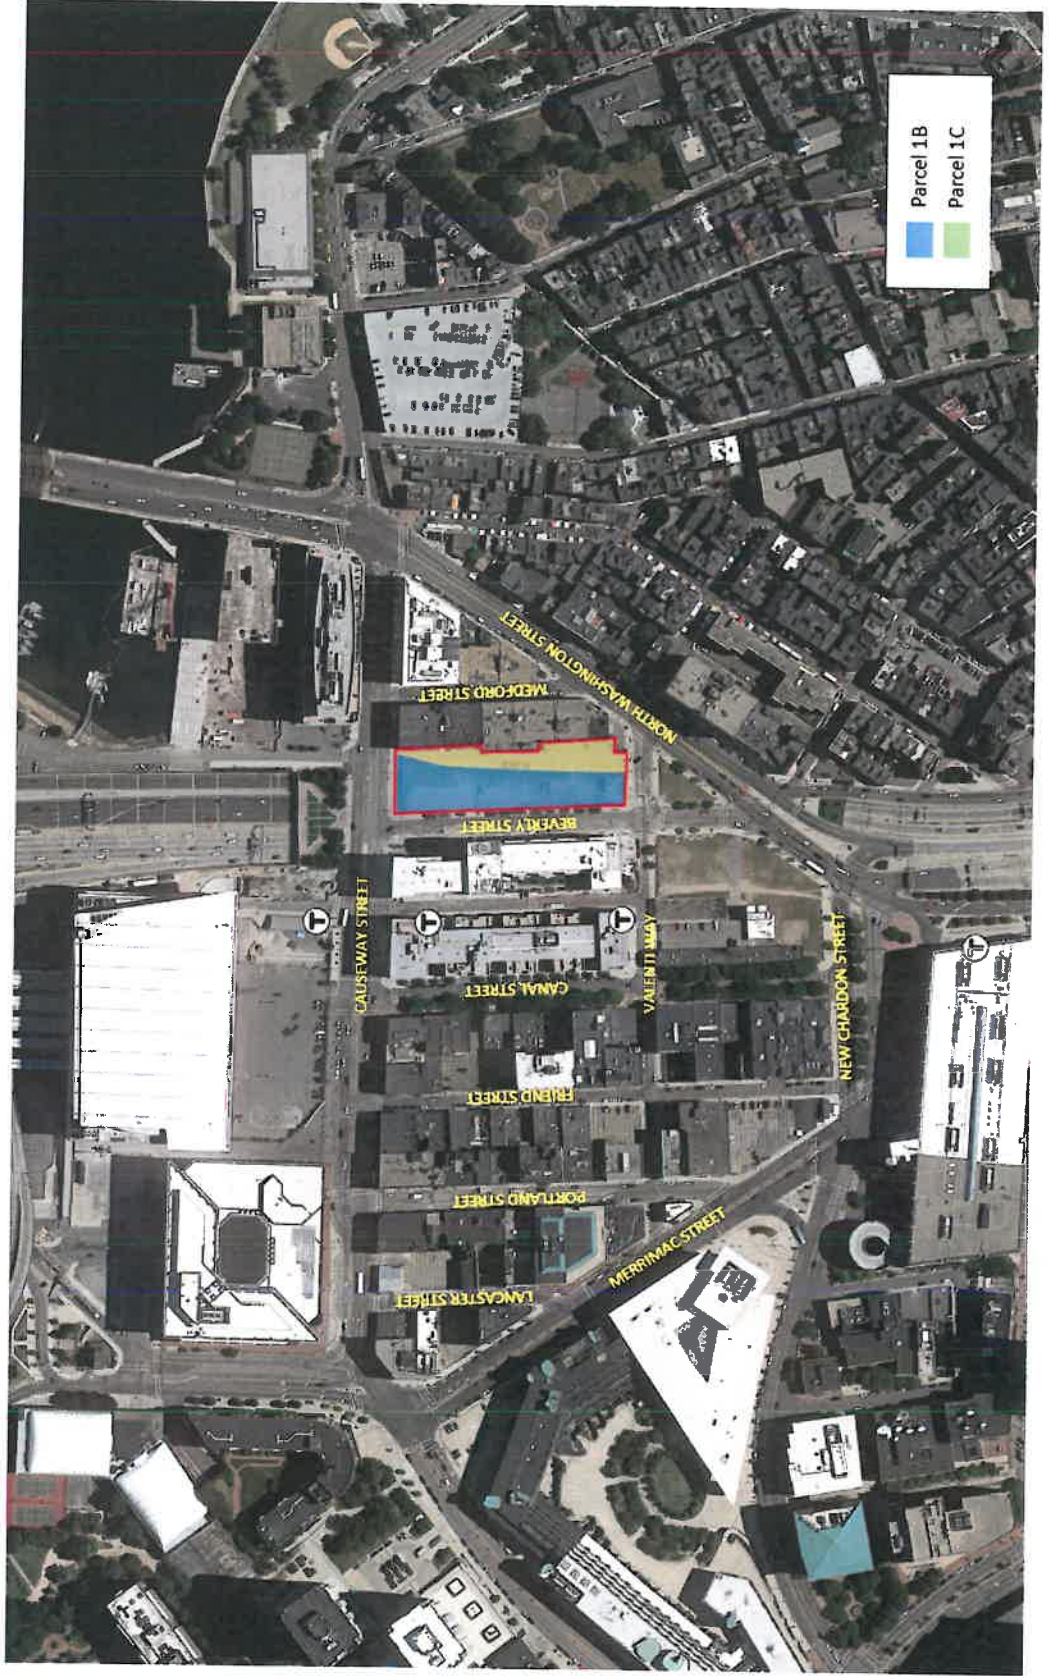 Parcel 1B
Parcel 1C
NORTH WASHINGTON STREET
MEDFORD STREET
BEVERLY STREET
CAUSEWAY STREET
T
T
T
VALENTI WAY
CANAL STREET
NEW CHARDON STREET
T
FRIEND STREET
PORTLAND STREET
MERRIMAC STREET
LANCASTER STREET